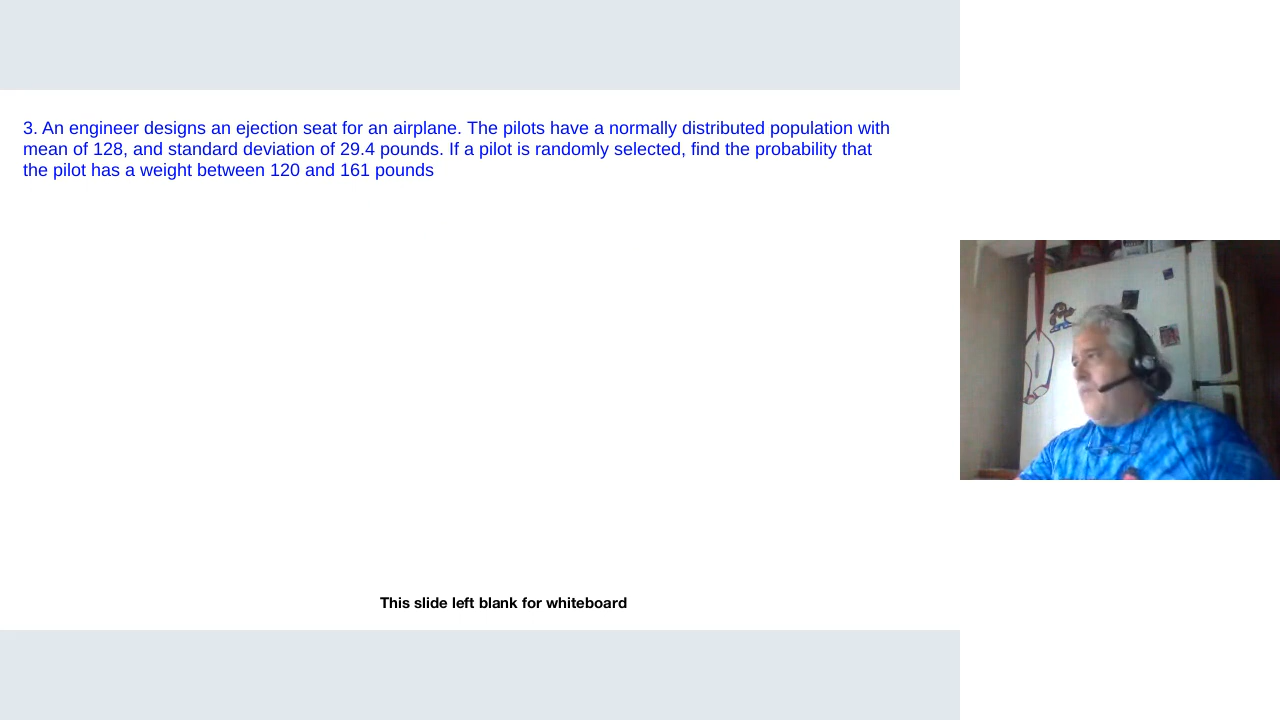 3. An engineer designs an ejection seat for an airplane. The pilots have a normally distributed population with
mean of 128, and standard deviation of 29.4 pounds. If a pilot is randomly selected, find the probability that
the pilot has a weight between 120 and 161 pounds
This slide left blank for whiteboard